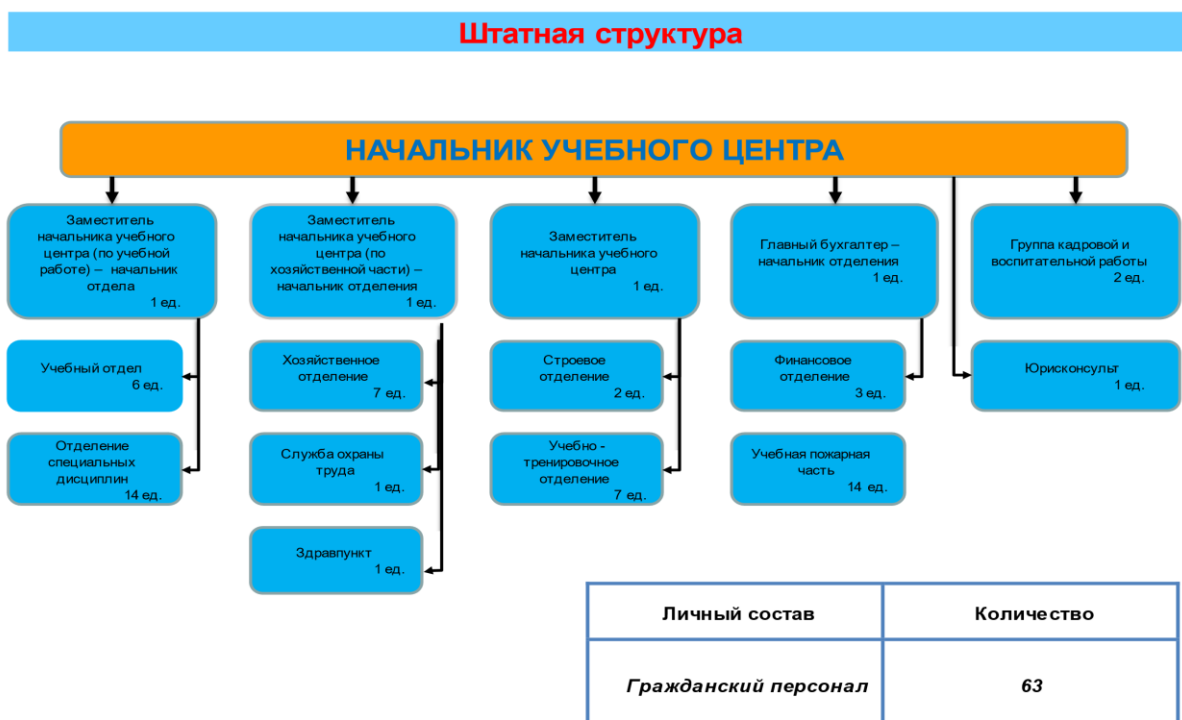 Штатная структура
НАЧАЛЬНИК УЧЕБНОГО ЦЕНТРА
Заместитель
начальника учебного
центра (по учебной
работе) – начальник
отдела
1 ед.
Заместитель
начальника учебного
центра (по
хозяйственной части) –
начальник отделения
1 ед.
Заместитель
начальника учебного
центра
1 ед.
Главный бухгалтер –
начальник отделения
1 ед.
Группа кадровой и
воспитательной работы
2 ед.
Учебный отдел
6 ед.
Хозяйственное
отделение
7 ед.
Строевое
отделение
2 ед.
Финансовое
отделение
3 ед.
Юрисконсульт
1 ед.
Отделение
специальных
дисциплин
14 ед.
Служба охраны
труда
1 ед.
Учебно -
тренировочное
отделение
7 ед.
Учебная пожарная
часть
14 ед.
Здравпункт
1 ед.
Личный состав Количество
Гражданский персонал 63